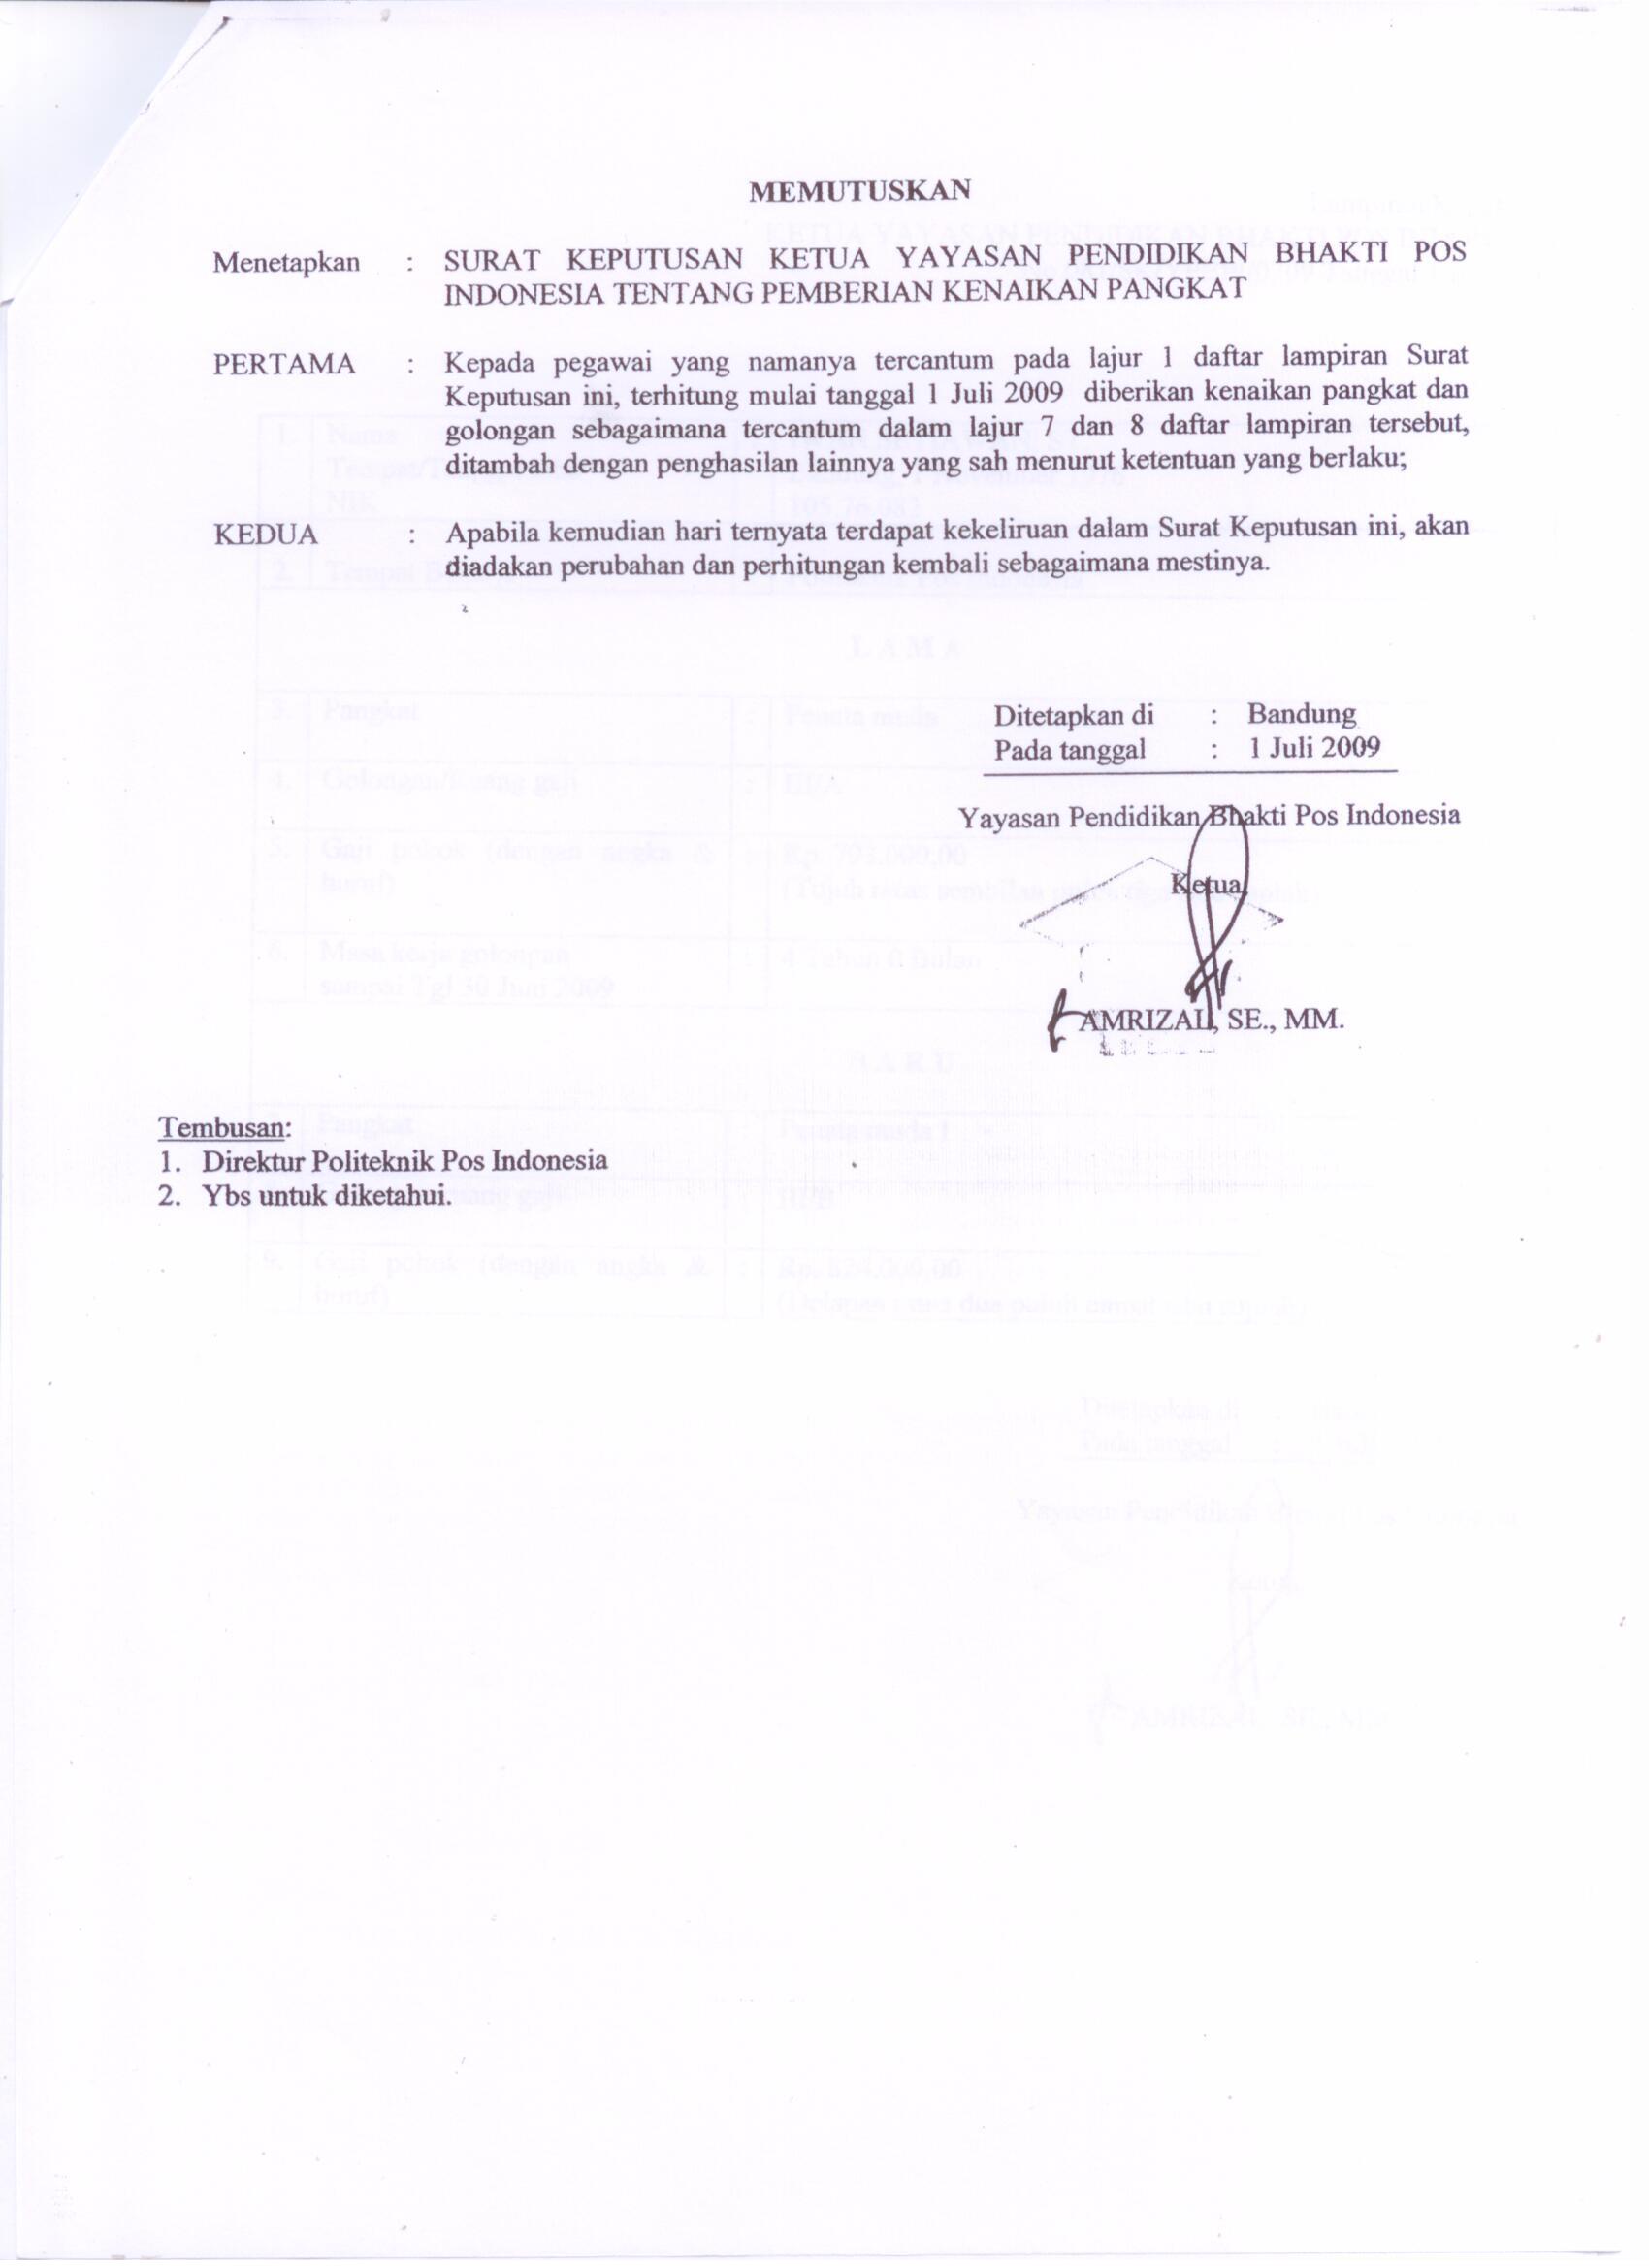 MEMUTUSKAN
Menetapkan : SURAT KEPUTUSAN KETUA YAYASAN PENDIDIKAN BHAKTI POS
INDONESIA TENTANG PEMBERIAN KENAIKAN PANGKAT
PERTAMA : Kepada pegawai yang namanya tercantum pada lajur 1 daftar lampiran Surat
Keputusan ini, terhitung mulai tanggal 1 Juli 2009 diberikan kenaikan pangkat dan
golongan sebagaimana tercantum dalam lajur 7 dan 8 daftar lampiran tersebut,
ditambah dengan penghasilan lainnya yang sah menurut ketentuan yang berlaku;
KEDUA : Apabila kemudian hari ternyata terdapat kekeliruan dalam Surat Keputusan ini, akan
diadakan perubahan dan perhitungan kembali sebagaimana mestinya.
Ditetapkan di : Bandung
Pada tanggal : 1 Juli 2009
Yayasan Pendidikan Bhakti Pos Indonesia
Ketua
AMRIZAL, SE., MM.
Tembusan:
1. Direktur Politeknik Pos Indonesia
2. Ybs untuk diketahui.